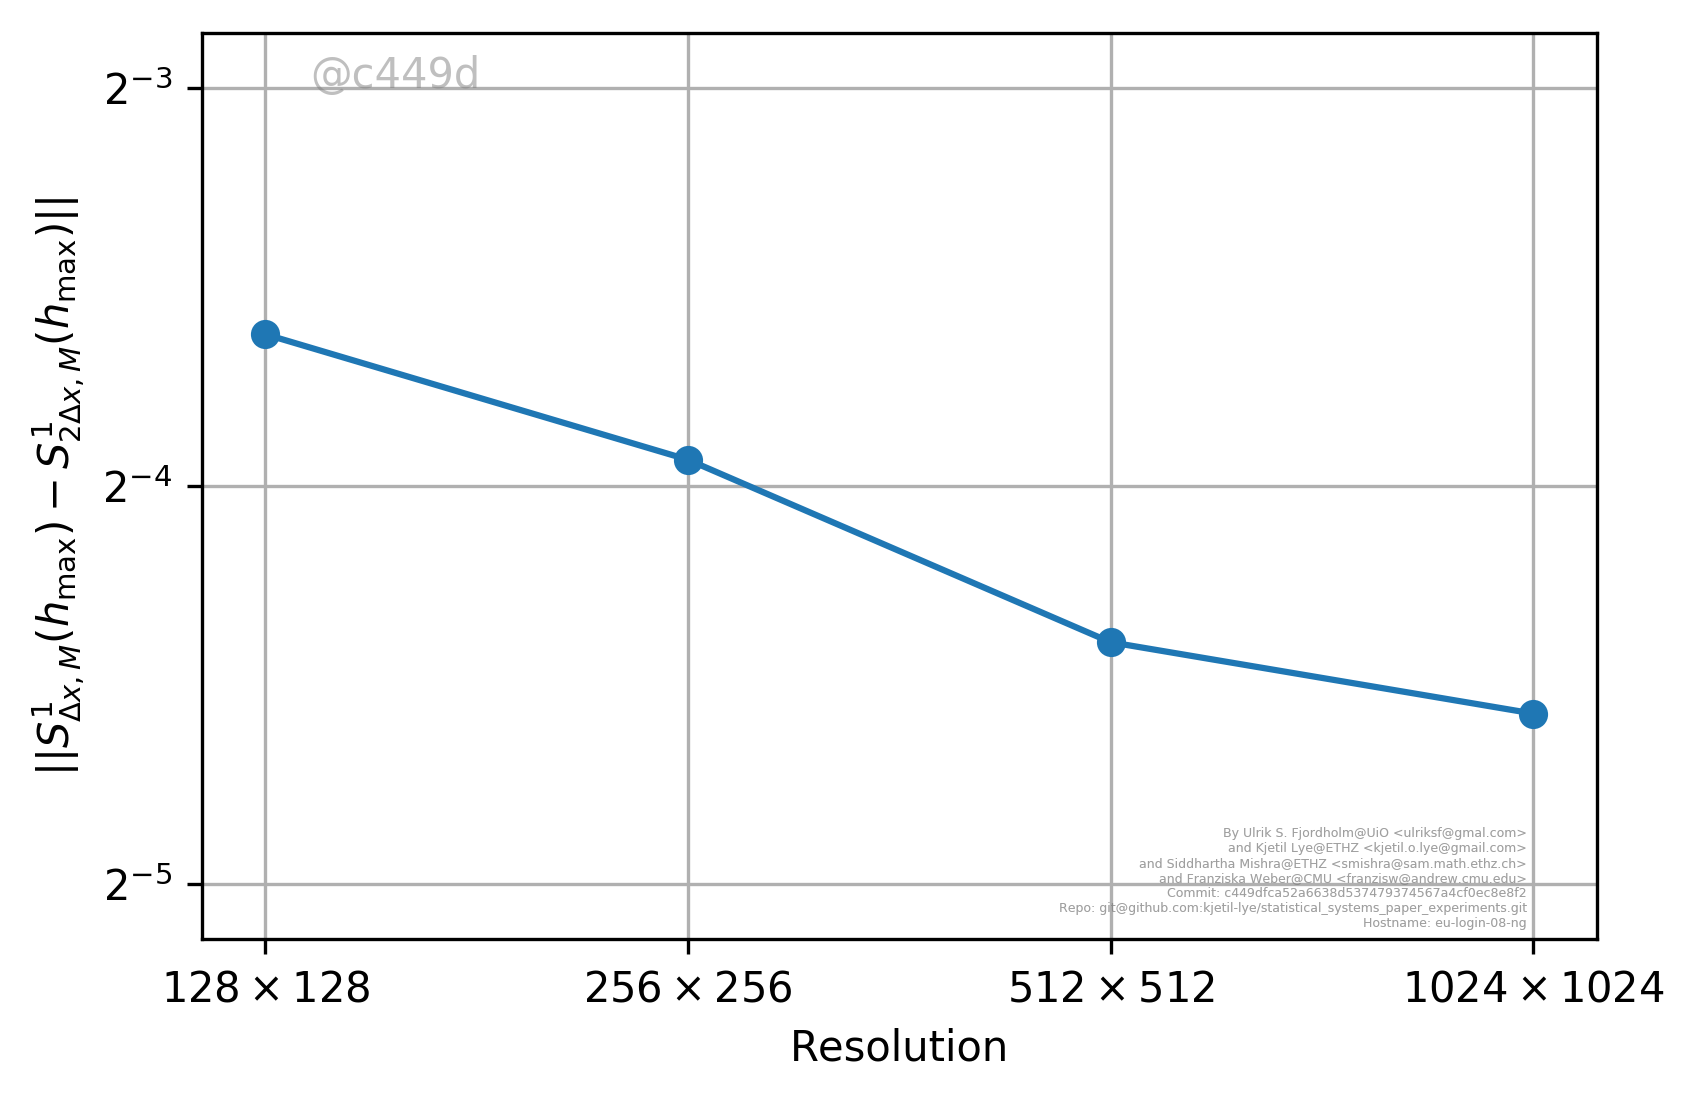 @c449d
2⁻³
2⁻⁴
2⁻⁵
||S¹_{Δx,M}(h_max) − S¹_{2Δx,M}(h_max)||
By Ulrik S. Fjordholm@UiO <ulriksf@gmal.com>
and Kjetil Lye@ETHZ <kjetil.o.lye@gmail.com>
and Siddhartha Mishra@ETHZ <smishra@sam.math.ethz.ch>
and Franziska Weber@CMU <franzisw@andrew.cmu.edu>
Commit: c449dfca52a6638d537479374567a4cf0ec8e8f2
Repo: git@github.com:kjetil-lye/statistical_systems_paper_experiments.git
Hostname: eu-login-08-ng
128 × 128
256 × 256
512 × 512
1024 × 1024
Resolution